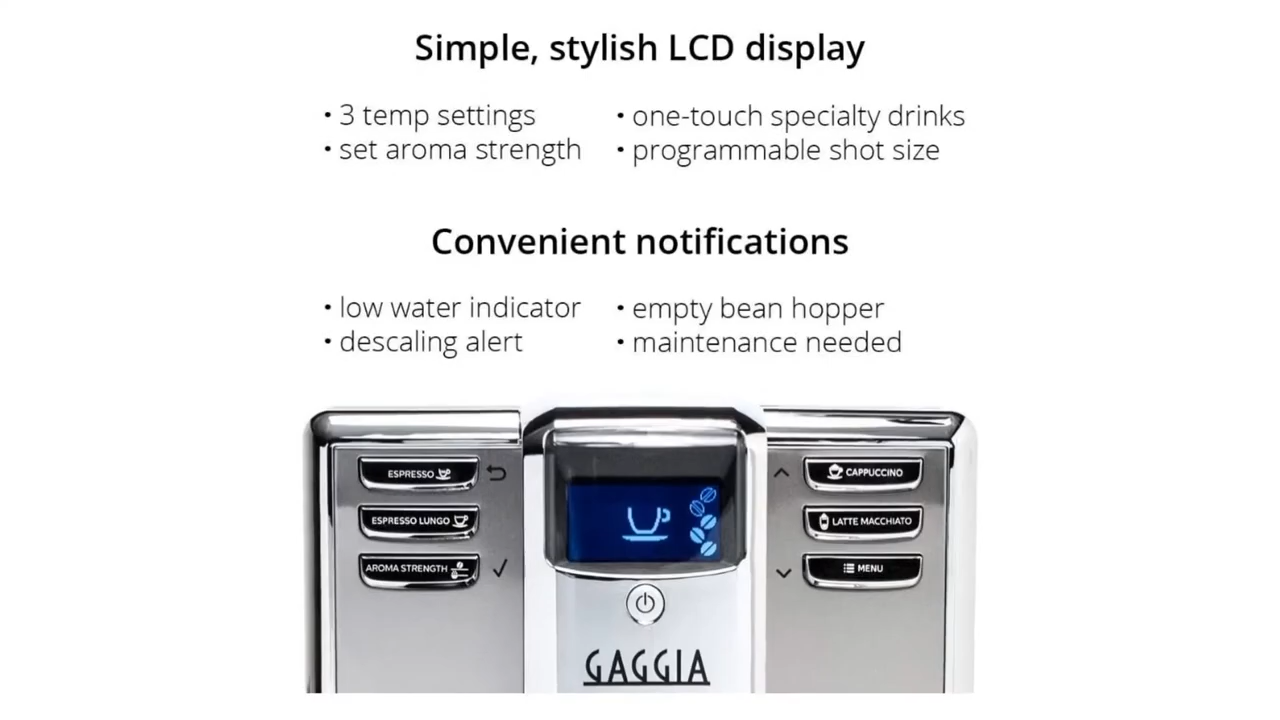 Simple, stylish LCD display
• 3 temp settings
• set aroma strength
• one-touch specialty drinks
• programmable shot size
Convenient notifications
• low water indicator
• descaling alert
• empty bean hopper
• maintenance needed
ESPRESSO
ESPRESSO LUNGO
AROMA STRENGTH
CAPPUCCINO
LATTE MACCHIATO
MENU
GAGGIA